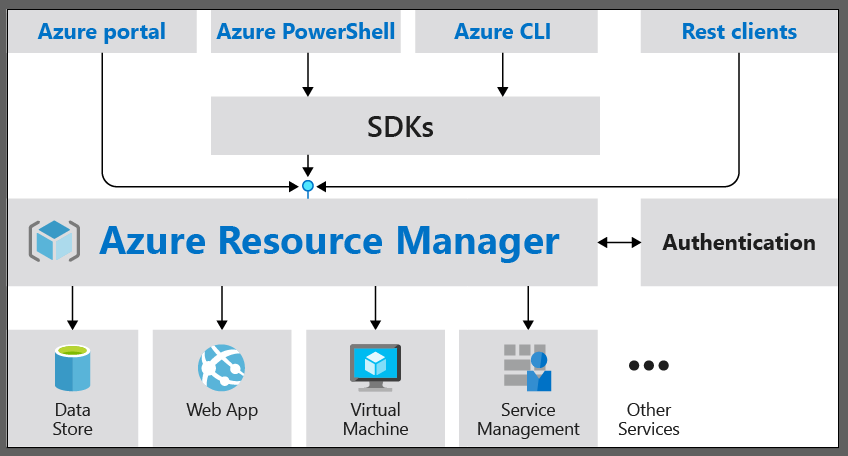 Azure portal
Azure PowerShell
Azure CLI
Rest clients
SDKs
Azure Resource Manager
Authentication
Data
Store
Web App
Virtual
Machine
Service
Management
Other
Services